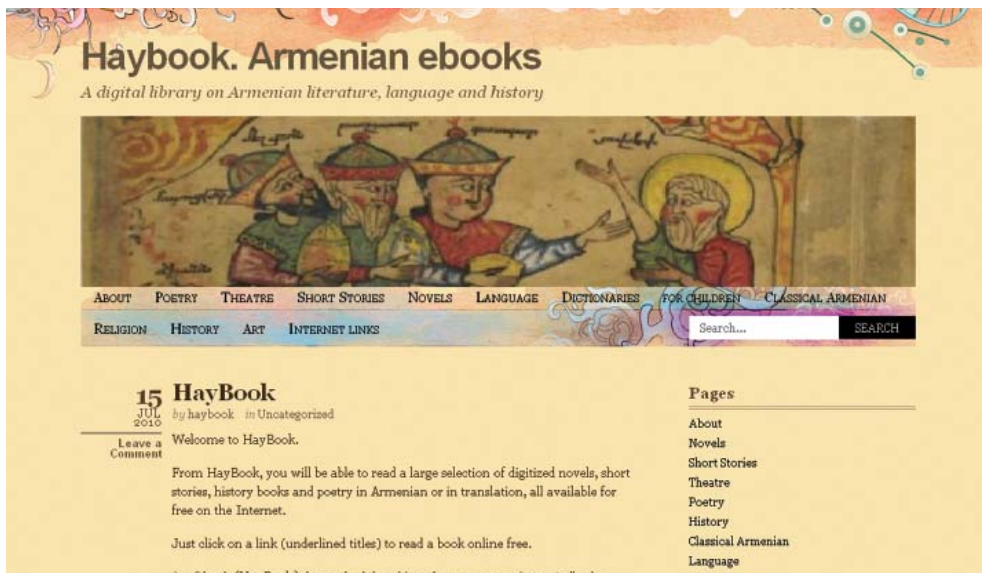 Haybook. Armenian ebooks
A digital library on Armenian literature, language and history
About Poetry Theatre Short Stories Novels Language Dictionaries for children Classical Armenian
Religion History Art Internet links Search... SEARCH
15
JUL
2010
Leave a
Comment
HayBook
by haybook in Uncategorized
Welcome to HayBook.
From HayBook, you will be able to read a large selection of digitized novels, short
stories, history books and poetry in Armenian or in translation, all available for
free on the Internet.
Just click on a link (underlined titles) to read a book online free.
Pages
About
Novels
Short Stories
Theatre
Poetry
History
Classical Armenian
Language